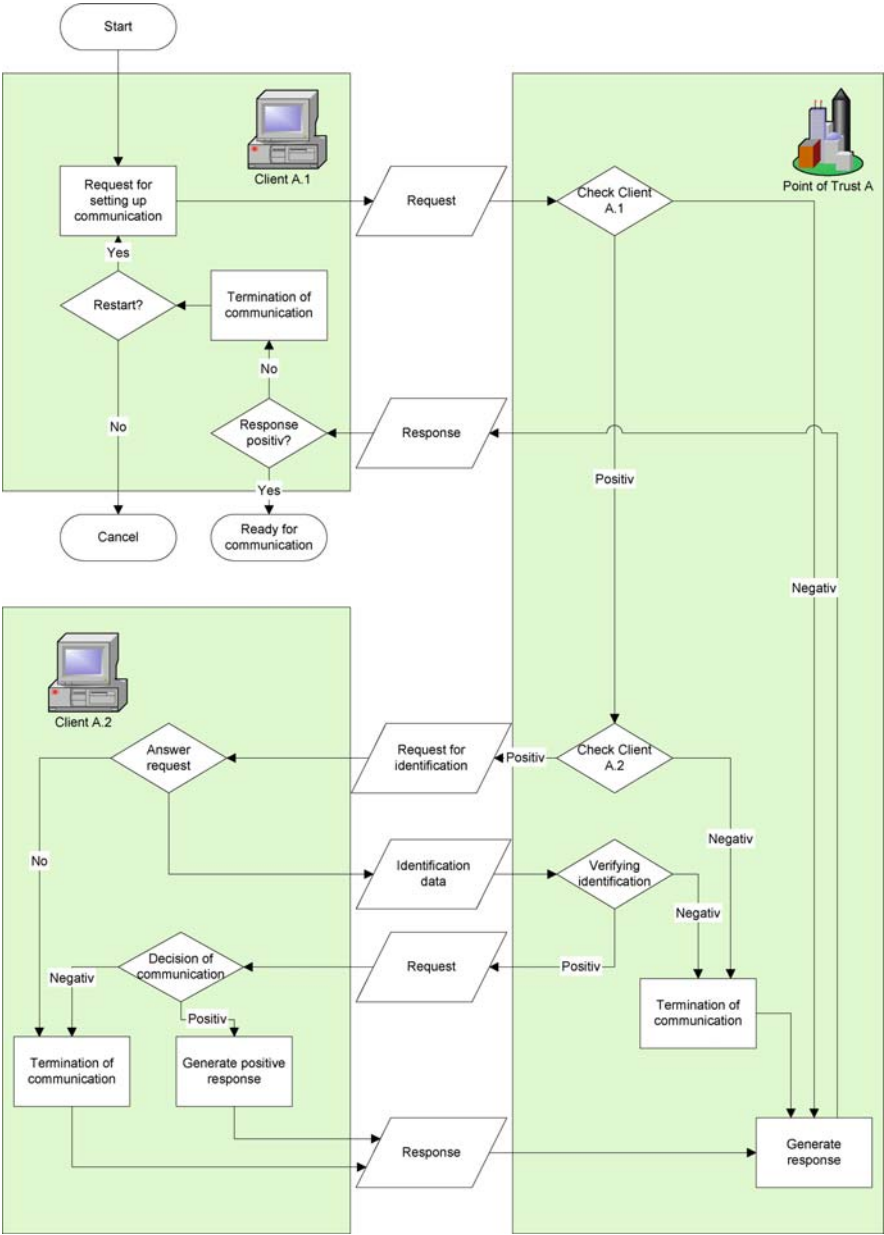 Start
Client A.1
Point of Trust A
Request for
setting up
communication
Request
Check Client
A.1
Yes
Restart?
Termination of
communication
No
No
Response
positiv?
Response
Positiv
Yes
Cancel
Ready for
communication
Negativ
Client A.2
Answer
request
Request for
identification
Positiv
Check Client
A.2
Negativ
No
Identification
data
Verifying
identification
Negativ
Decision of
communication
Request
Positiv
Negativ
Positiv
Termination of
communication
Termination of
communication
Generate positive
response
Response
Generate
response